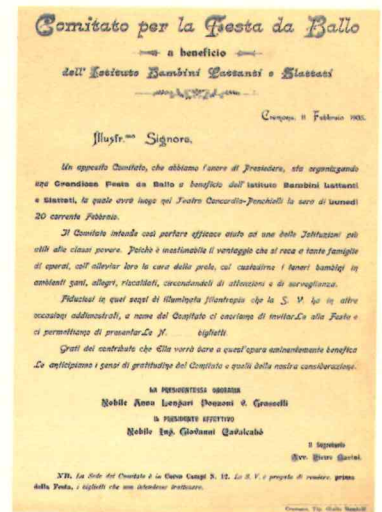 Comitato per la Festa da Ballo
a beneficio
dell' Istituto Bambini Lattanti e Slattati
Cremona, 11 Febbraio
Illustr.mo Signore,
Un apposito Comitato, che abbiamo l'onore di Presiedere, sta organizzando
una Grandiosa Festa da Ballo a beneficio dell'Istituto Bambini Lattanti
e Slattati, la quale avrà luogo nel Teatro Concordia-Ponchielli la sera di lunedì
20 corrente Febbraio.
Il Comitato intende così portare efficace aiuto ad una delle Istituzioni più
utili alle classi povere. Poichè è inestimabile il vantaggio che si reca a tante famiglie
di operai, coll'alleviar loro la cura della prole, col custodirne i teneri bambini in
ambienti sani, allegri, riscaldati, circondandoli di attenzioni e di sorveglianza.
Fiduciosi in quei sensi di illuminata filantropia che la S. V. ha in altre
occasioni addimostrati, a nome del Comitato ci onoriamo di invitarLa alla Festa e
ci permettiamo di presentarLe N. biglietti.
Grati del contributo che Ella vorrà dare a quest'opera eminentemente benefica
Le anticipiamo i sensi di gratitudine del Comitato e quelli della nostra considerazione.
LA PRESIDENTESSA ONORARIA
Nobile Anna Longari Ponzoni v. Grasselli
IL PRESIDENTE EFFETTIVO
Nobile Ing. Giovanni Cavalcabò
Il Segretario
Avv. Pietro
NB. La Sede del Comitato è in Corso Campi N. 12. La S. V. è pregata di rendere, prima
della Festa, i biglietti che non intendesse trattenere.
Cremona, Tip.